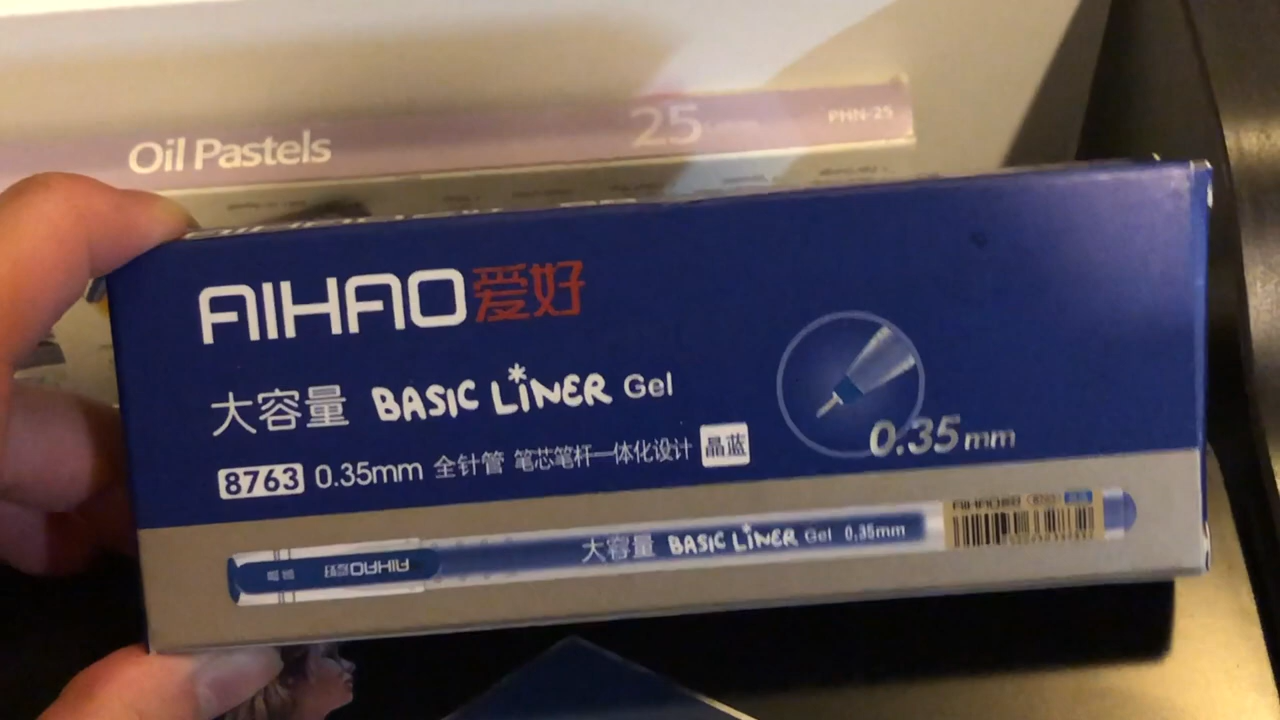 Oil Pastels 25 PHN-25
AIHAO爱好
大容量 BASIC LiNER Gel
8763 0.35mm 全针管 笔芯笔杆一体化设计 晶蓝
0.35mm
大容量 BASIC LiNER Gel 0.35mm
AIHAO爱好